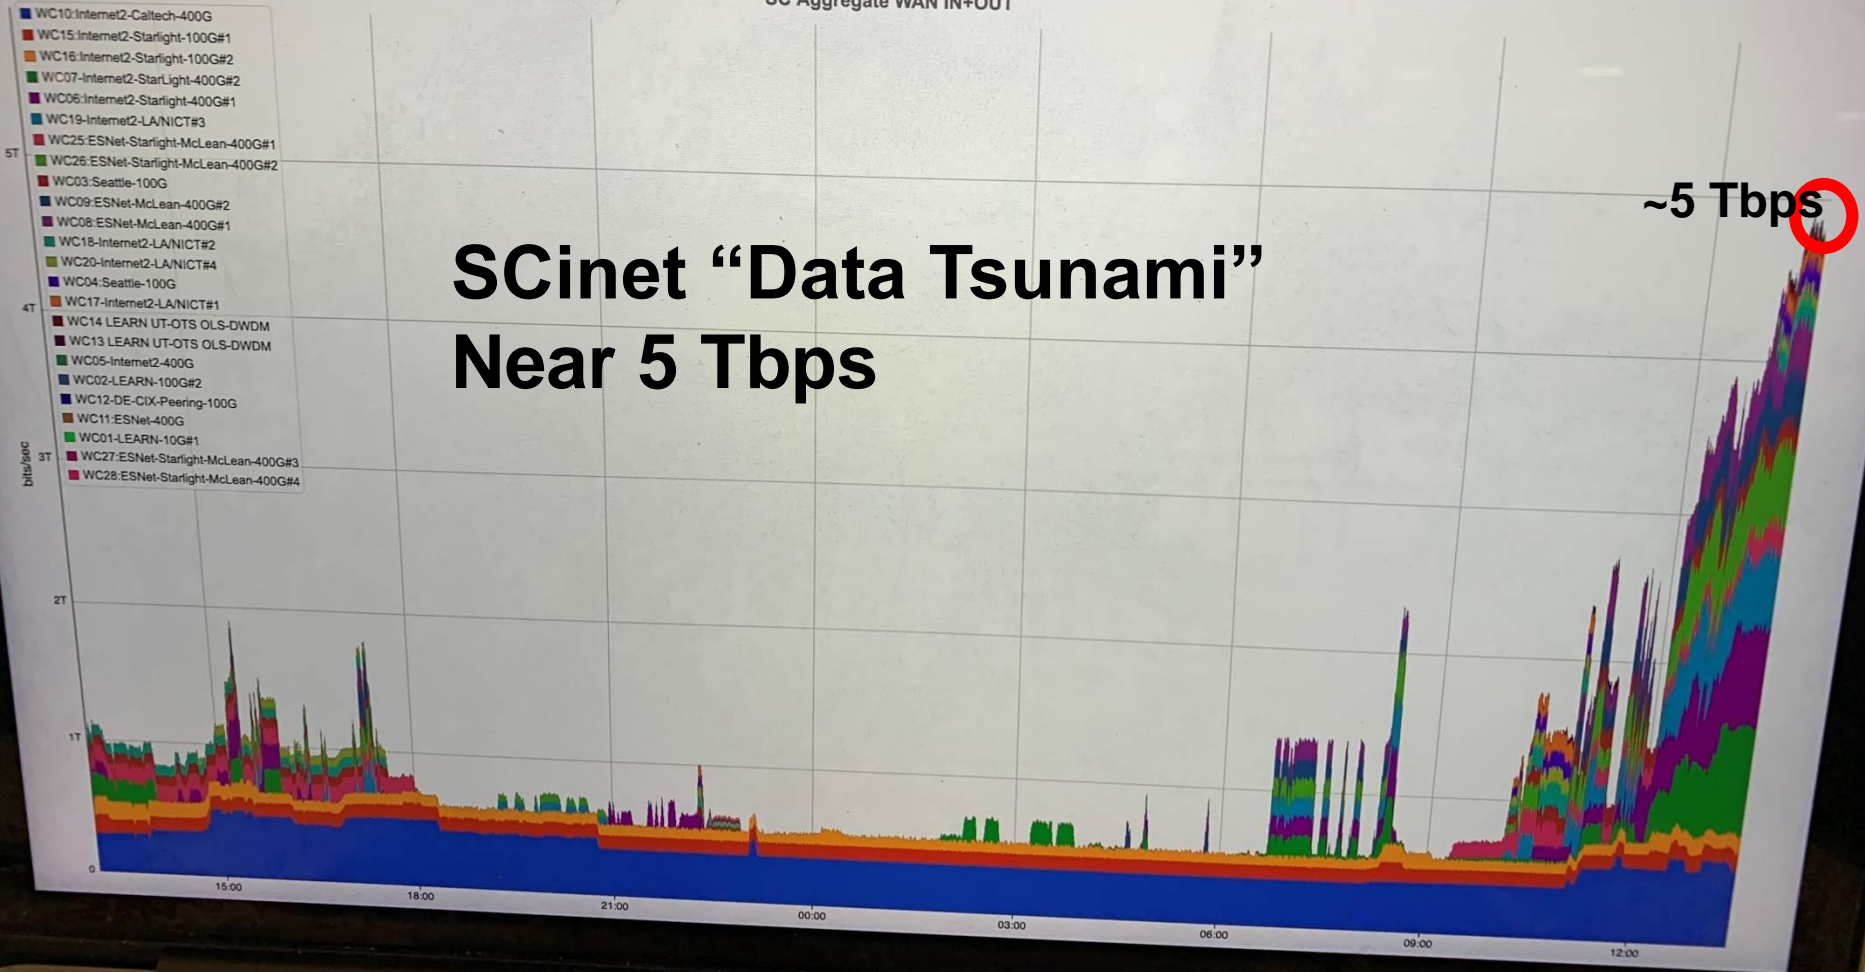 SC Aggregate WAN IN+OUT
WC10:Internet2-Caltech-400G
WC15:Internet2-Starlight-100G#1
WC16:Internet2-Starlight-100G#2
WC07-Internet2-StarLight-400G#2
WC06:Internet2-Starlight-400G#1
WC19-Internet2-LA/NICT#3
WC25:ESNet-Starlight-McLean-400G#1
WC26:ESNet-Starlight-McLean-400G#2
WC03:Seattle-100G
WC09:ESNet-McLean-400G#2
WC08:ESNet-McLean-400G#1
WC18-Internet2-LA/NICT#2
WC20-Internet2-LA/NICT#4
WC04:Seattle-100G
WC17-Internet2-LA/NICT#1
WC14 LEARN UT-OTS OLS-DWDM
WC13 LEARN UT-OTS OLS-DWDM
WC05-Internet2-400G
WC02-LEARN-100G#2
WC12-DE-CIX-Peering-100G
WC11:ESNet-400G
WC01-LEARN-10G#1
WC27:ESNet-Starlight-McLean-400G#3
WC28:ESNet-Starlight-McLean-400G#4
~5 Tbps
SCinet “Data Tsunami”
Near 5 Tbps
bits/sec
5T
4T
3T
2T
1T
0
15:00
18:00
21:00
00:00
03:00
06:00
09:00
12:00